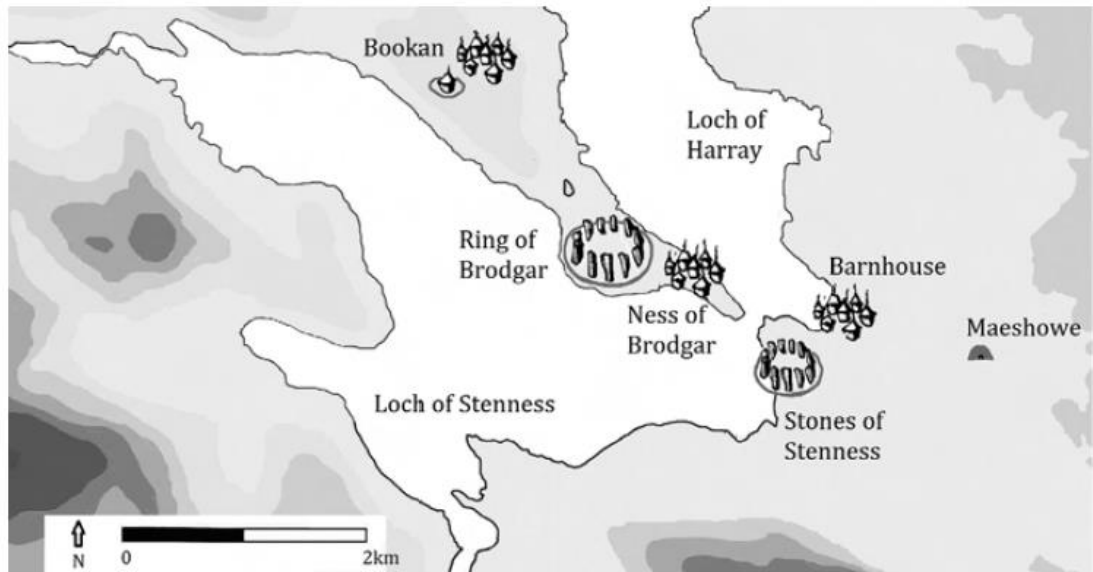 Bookan
Loch of
Harray
Ring of
Brodgar
Barnhouse
Ness of
Brodgar
Maeshowe
Loch of Stenness
Stones of
Stenness
N
0
2km